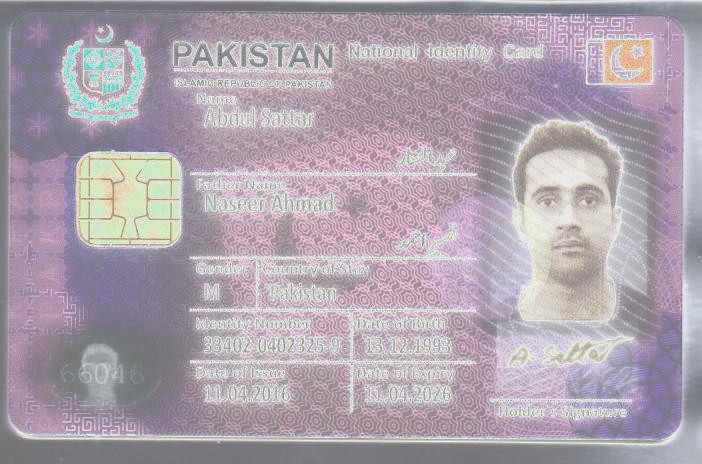 PAKISTAN National Identity Card
ISLAMIC REPUBLIC OF PAKISTAN
Name
Abdul Sattar
عبدالستار
Father Name
Naseer Ahmad
نصیر احمد
Gender Country of Stay
M Pakistan
Identity Number Date of Birth
33402-0402325-9 13.12.1993
Date of Issue Date of Expiry
11.04.2016 11.04.2026
66046
A. Sattar
Holder's Signature